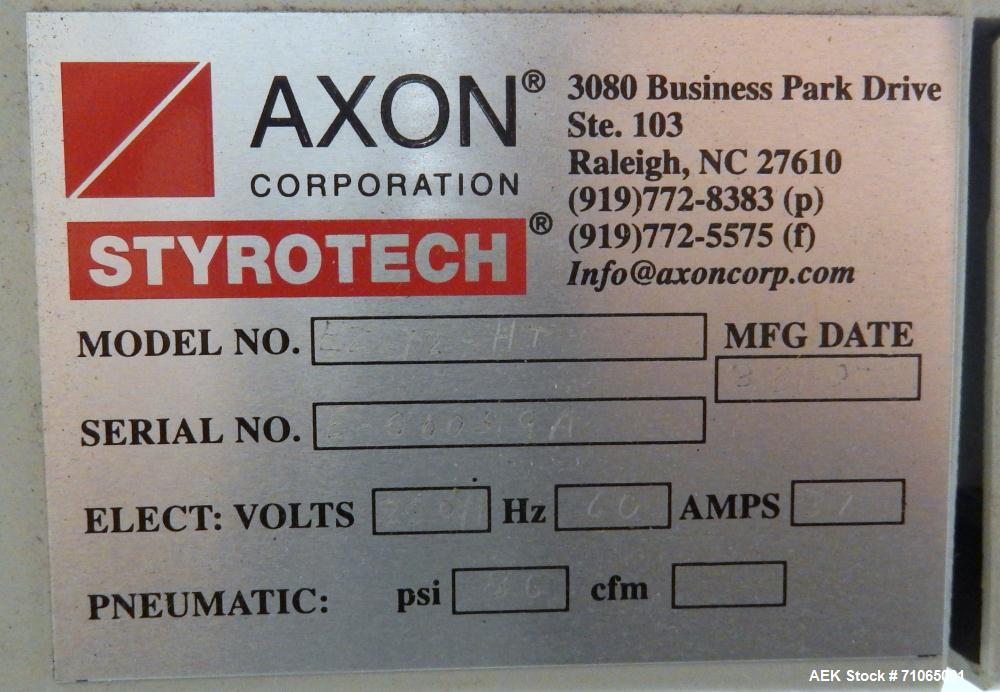 AXON®
CORPORATION
STYROTECH®
3080 Business Park Drive
Ste. 103
Raleigh, NC 27610
(919)772-8383 (p)
(919)772-5575 (f)
Info@axoncorp.com
MODEL NO.
MFG DATE
SERIAL NO.
ELECT: VOLTS Hz 60 AMPS
PNEUMATIC: psi cfm
AEK Stock #